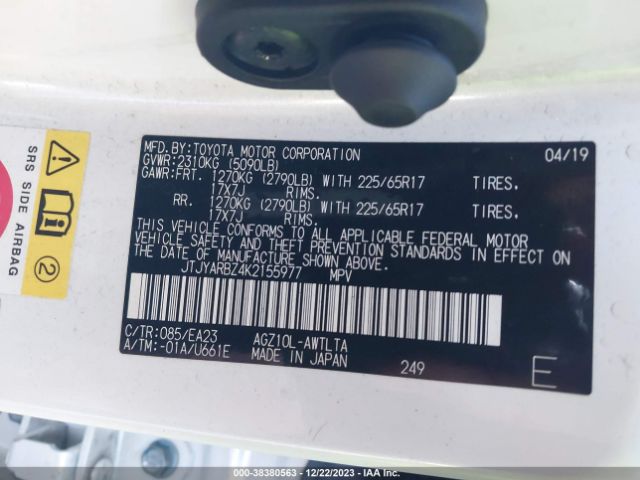 MFD.BY:TOYOTA MOTOR CORPORATION 04/19
GVWR:2310KG (5090LB)
GAWR:FRT. 1270KG (2790LB) WITH 225/65R17 TIRES.
17X7J RIMS.
RR. 1270KG (2790LB) WITH 225/65R17 TIRES.
17X7J RIMS.
THIS VEHICLE CONFORMS TO ALL APPLICABLE FEDERAL MOTOR
VEHICLE SAFETY AND THEFT PREVENTION STANDARDS IN EFFECT ON
THE DATE OF MANUFACTURE SHOWN ABOVE.
JTJYARBZ4K2155977 MPV
C/TR:085/EA23 AGZ10L-AWTLTA
A/TM:-01A/U661E MADE IN JAPAN 249 E
SRS SIDE AIRBAG
2
000-38380563 - 12/22/2023 - IAA Inc.